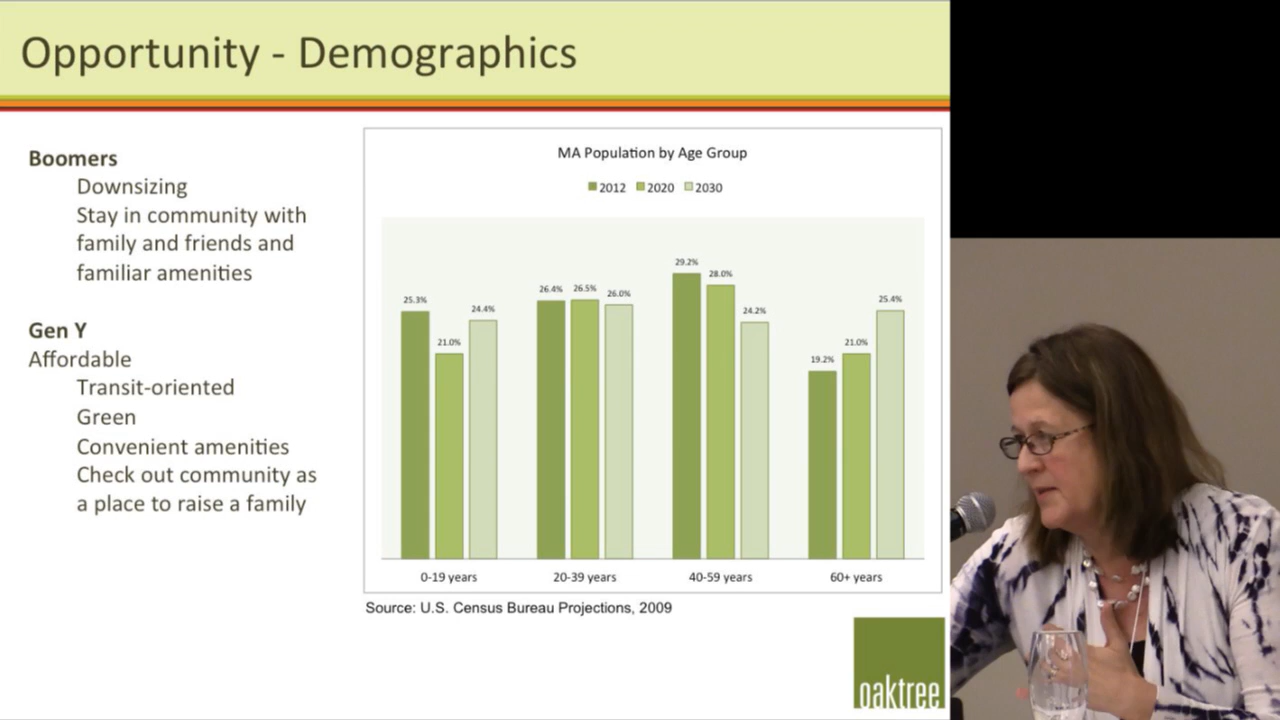 Opportunity - Demographics
Boomers
Downsizing
Stay in community with
family and friends and
familiar amenities
Gen Y
Affordable
Transit-oriented
Green
Convenient amenities
Check out community as
a place to raise a family
MA Population by Age Group
2012 2020 2030
25.3% 21.0% 24.4% 26.4% 26.5% 26.0% 29.2% 28.0% 24.2% 19.2% 21.0% 25.4%
0-19 years 20-39 years 40-59 years 60+ years
Source: U.S. Census Bureau Projections, 2009
oaktree